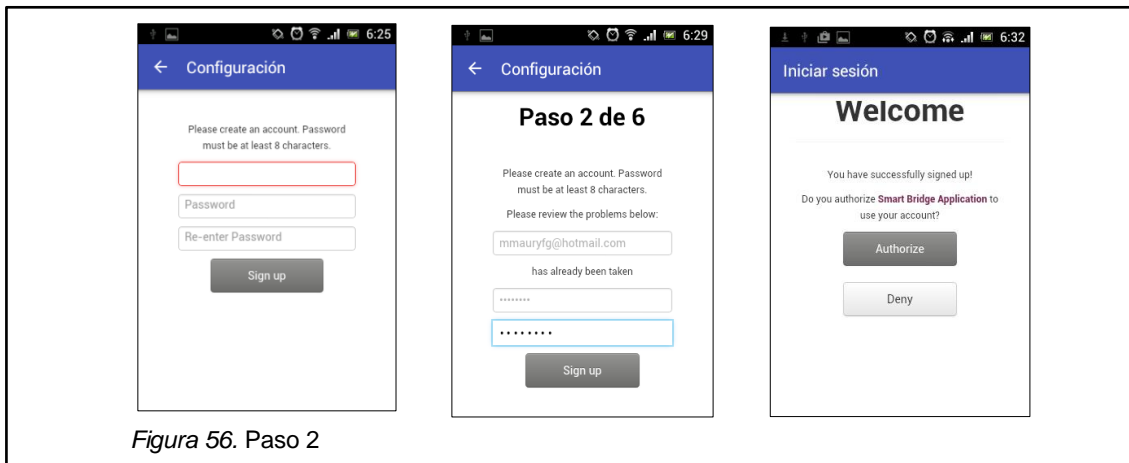 6:25
Configuración
Please create an account. Password
must be at least 8 characters.
Password
Re-enter Password
Sign up
6:29
Configuración
Paso 2 de 6
Please create an account. Password
must be at least 8 characters.
Please review the problems below:
mmauryfg@hotmail.com
has already been taken
••••••••
••••••••
Sign up
6:32
Iniciar sesión
Welcome
You have successfully signed up!
Do you authorize Smart Bridge Application to
use your account?
Authorize
Deny
Figura 56. Paso 2